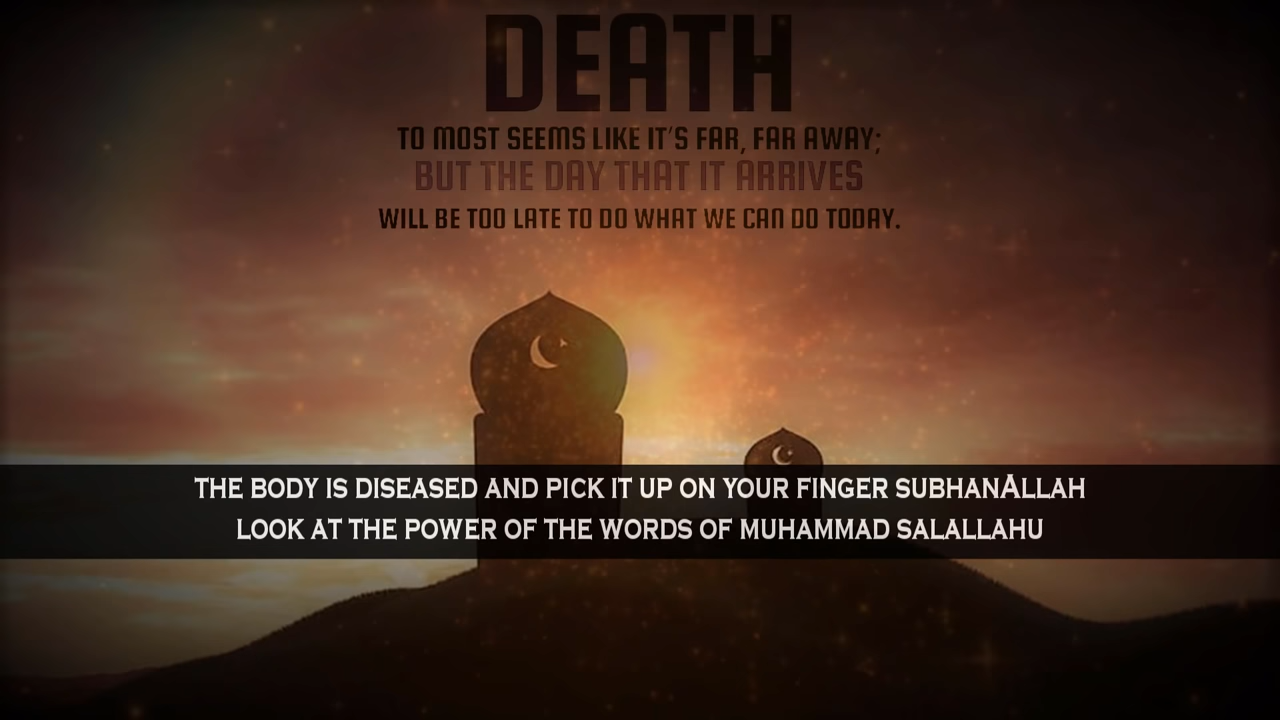 DEATH
TO MOST SEEMS LIKE IT'S FAR, FAR AWAY;
BUT THE DAY THAT IT ARRIVES
WILL BE TOO LATE TO DO WHAT WE CAN DO TODAY.
THE BODY IS DISEASED AND PICK IT UP ON YOUR FINGER SUBHANALLAH
LOOK AT THE POWER OF THE WORDS OF MUHAMMAD SALALLAHU